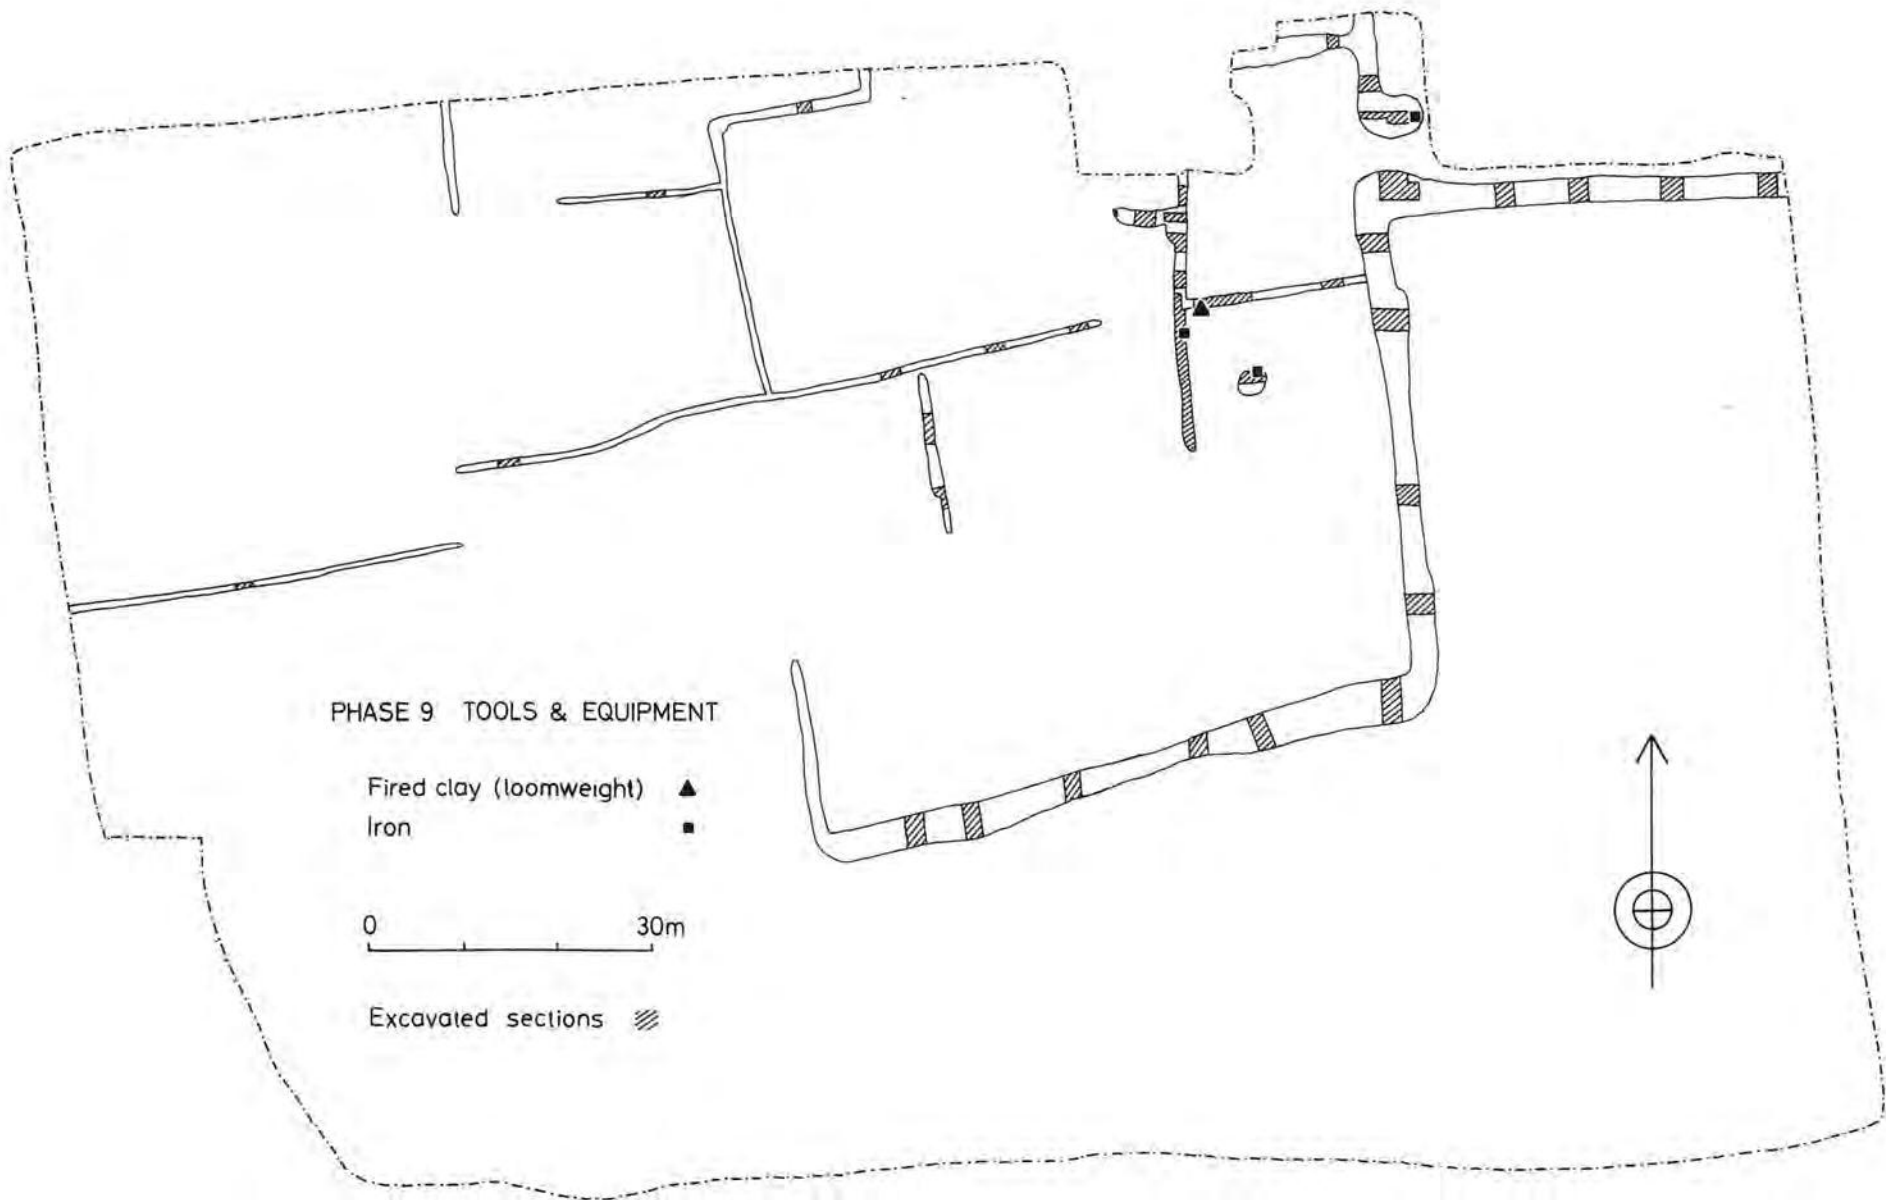 PHASE 9 TOOLS & EQUIPMENT
Fired clay (loomweight)
Iron
0 30m
Excavated sections